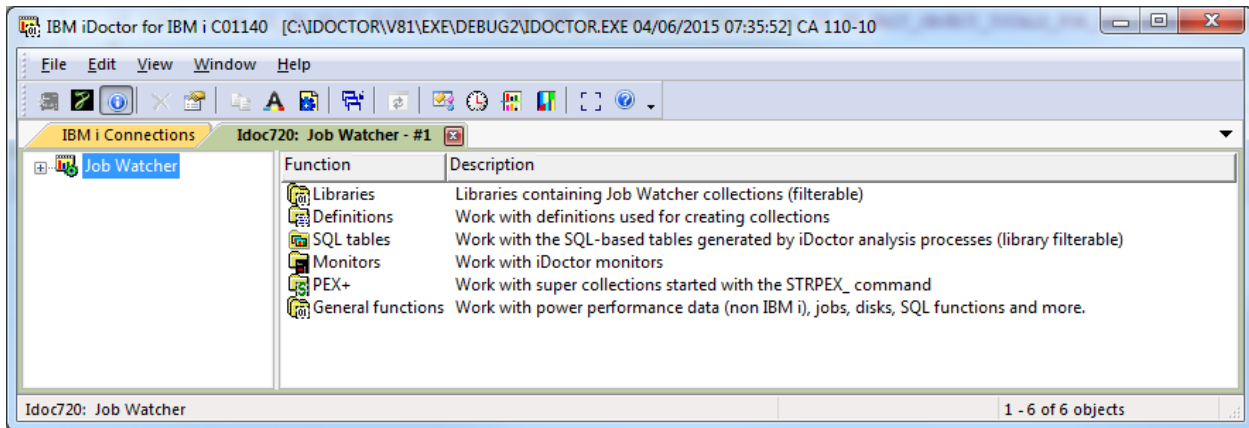 IBM iDoctor for IBM i C01140 [C:\IDOCTOR\V81\EXE\DEBUG2\IDOCTOR.EXE 04/06/2015 07:35:52] CA 110-10
File Edit View Window Help
IBM i Connections Idoc720: Job Watcher - #1
Job Watcher
Function Description
Libraries Libraries containing Job Watcher collections (filterable)
Definitions Work with definitions used for creating collections
SQL tables Work with the SQL-based tables generated by iDoctor analysis processes (library filterable)
Monitors Work with iDoctor monitors
PEX+ Work with super collections started with the STRPEX_ command
General functions Work with power performance data (non IBM i), jobs, disks, SQL functions and more.
Idoc720: Job Watcher 1 - 6 of 6 objects